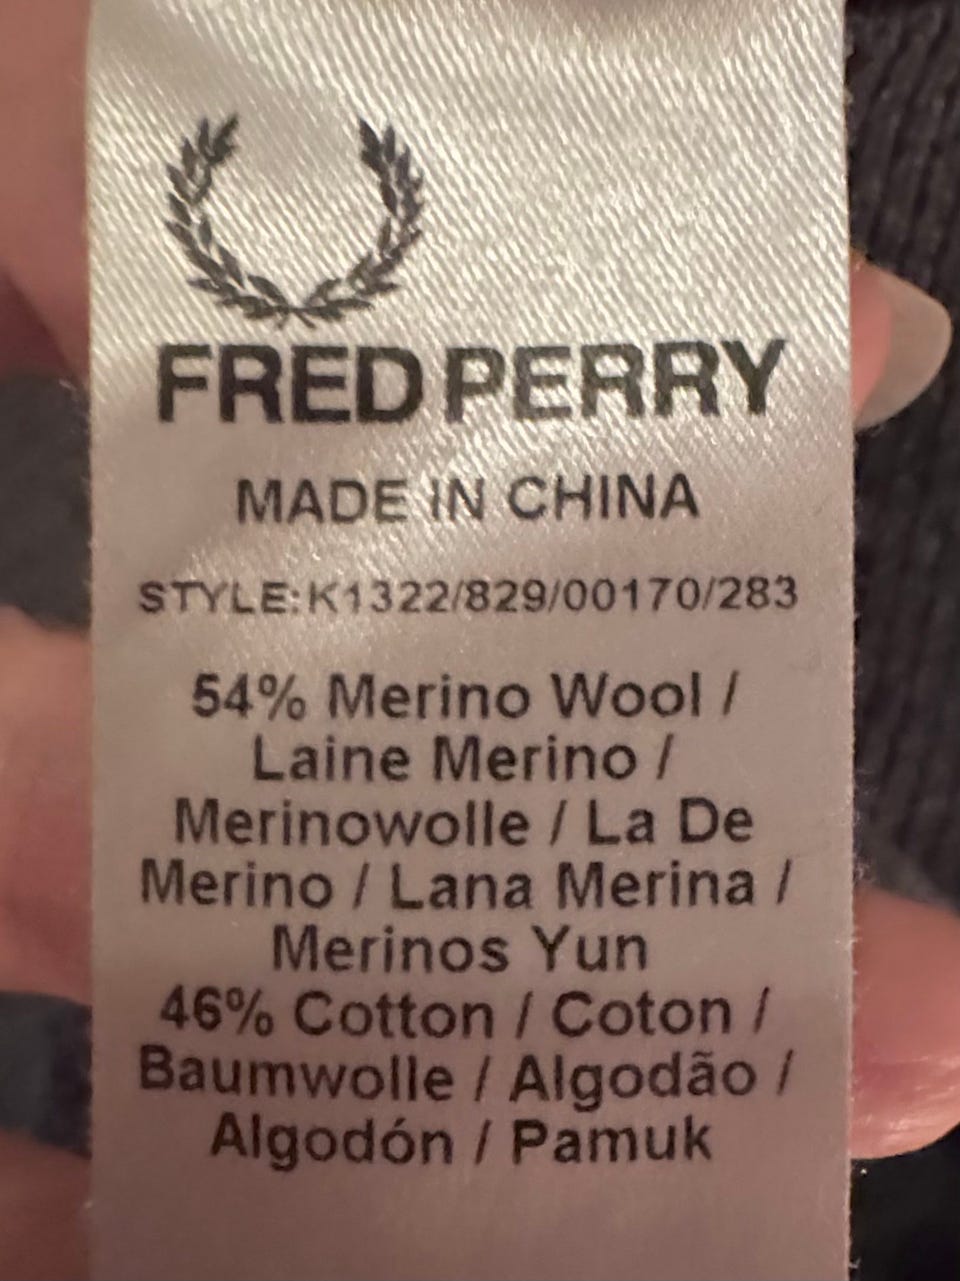 FRED PERRY
MADE IN CHINA
STYLE:K1322/829/00170/283
54% Merino Wool /
Laine Merino /
Merinowolle / La De
Merino / Lana Merina /
Merinos Yun
46% Cotton / Coton /
Baumwolle / Algodão /
Algodón / Pamuk